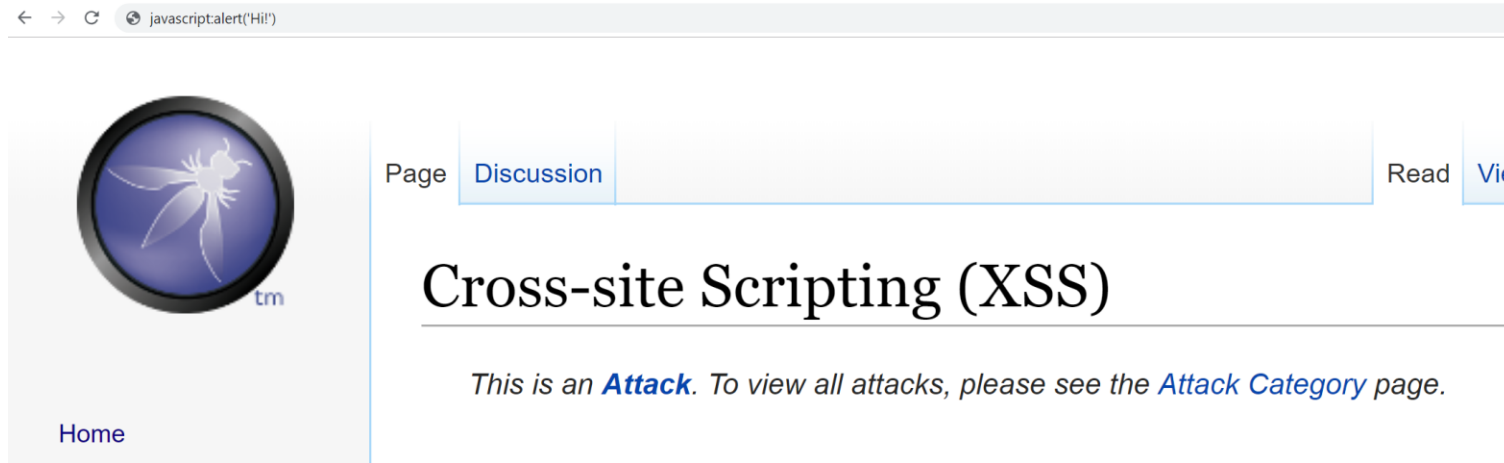 javascript:alert('Hi!')
tm
Page Discussion Read Vie
Cross-site Scripting (XSS)
This is an Attack. To view all attacks, please see the Attack Category page.
Home